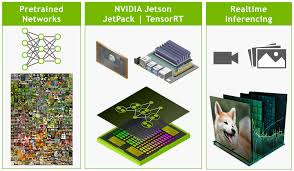 Pretrained
Networks
NVIDIA Jetson
JetPack | TensorRT
Realtime
Inferencing